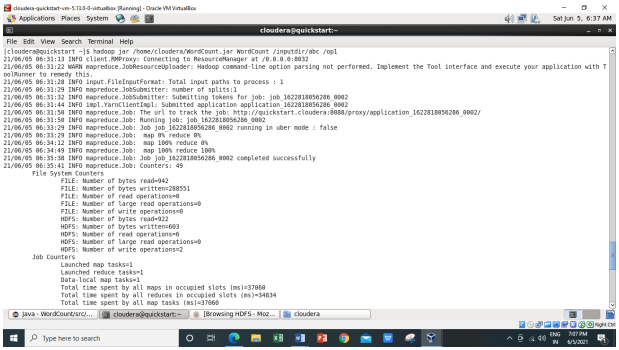 cloudera-quickstart-vm-5.13.0-0-virtualbox [Running] - Oracle VM VirtualBox
Applications Places System
Sat Jun 5, 6:37 AM
cloudera@quickstart:~
File Edit View Search Terminal Help
[cloudera@quickstart ~]$ hadoop jar /home/cloudera/WordCount.jar WordCount /inputdir/abc /op1
21/06/05 06:31:13 INFO client.RMProxy: Connecting to ResourceManager at /0.0.0.0:8032
21/06/05 06:31:22 WARN mapreduce.JobResourceUploader: Hadoop command-line option parsing not performed. Implement the Tool interface and execute your application with T
oolRunner to remedy this.
21/06/05 06:31:28 INFO input.FileInputFormat: Total input paths to process : 1
21/06/05 06:31:29 INFO mapreduce.JobSubmitter: number of splits:1
21/06/05 06:31:32 INFO mapreduce.JobSubmitter: Submitting tokens for job: job_1622818056286_0002
21/06/05 06:31:44 INFO impl.YarnClientImpl: Submitted application application_1622818056286_0002
21/06/05 06:31:50 INFO mapreduce.Job: The url to track the job: http://quickstart.cloudera:8088/proxy/application_1622818056286_0002/
21/06/05 06:31:50 INFO mapreduce.Job: Running job: job_1622818056286_0002
21/06/05 06:33:29 INFO mapreduce.Job: Job job_1622818056286_0002 running in uber mode : false
21/06/05 06:33:29 INFO mapreduce.Job: map 0% reduce 0%
21/06/05 06:34:12 INFO mapreduce.Job: map 100% reduce 0%
21/06/05 06:34:49 INFO mapreduce.Job: map 100% reduce 100%
21/06/05 06:35:38 INFO mapreduce.Job: Job job_1622818056286_0002 completed successfully
21/06/05 06:35:41 INFO mapreduce.Job: Counters: 49
File System Counters
FILE: Number of bytes read=942
FILE: Number of bytes written=288551
FILE: Number of read operations=0
FILE: Number of large read operations=0
FILE: Number of write operations=0
HDFS: Number of bytes read=922
HDFS: Number of bytes written=603
HDFS: Number of read operations=6
HDFS: Number of large read operations=0
HDFS: Number of write operations=2
Job Counters
Launched map tasks=1
Launched reduce tasks=1
Data-local map tasks=1
Total time spent by all maps in occupied slots (ms)=37060
Total time spent by all reduces in occupied slots (ms)=34834
Total time spent by all map tasks (ms)=37060
Java - WordCount/src/... cloudera@quickstart:~ [Browsing HDFS - Moz... cloudera
Right Ctrl
Type here to search
ENG 7:07 PM
IN 6/5/2021